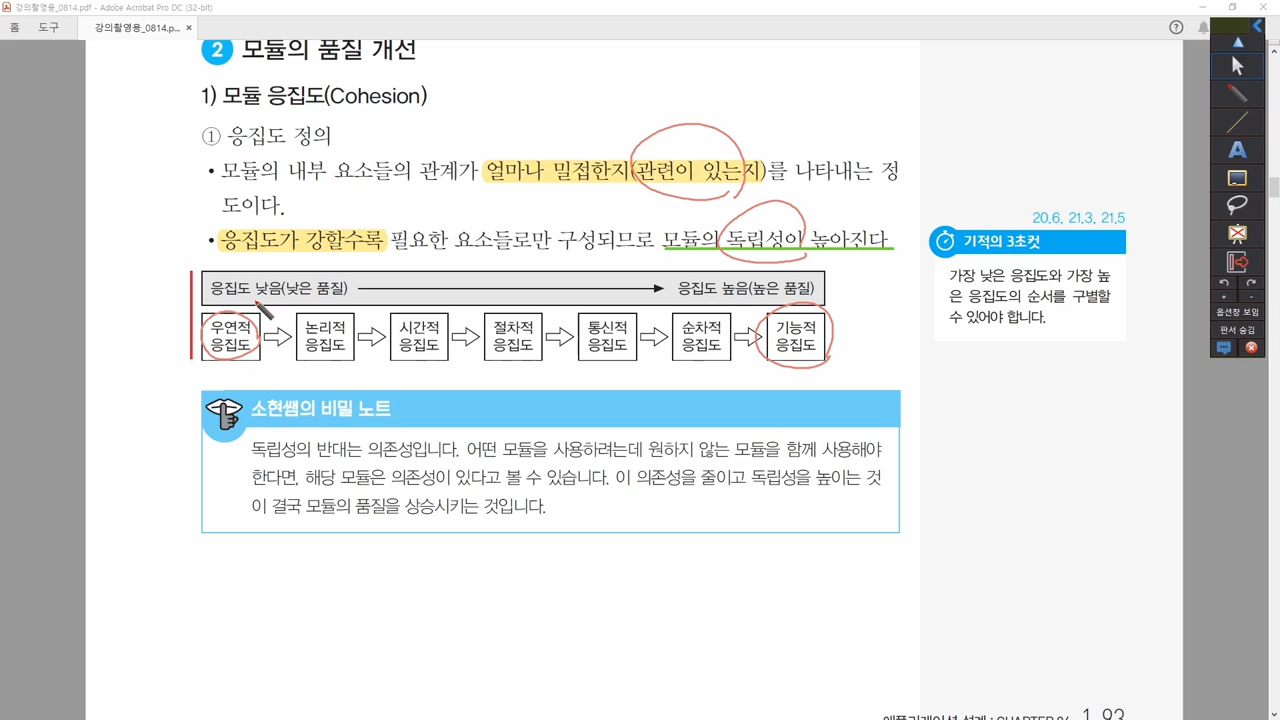 강의촬영용_0814.pdf - Adobe Acrobat Pro DC (32-bit)
홈 도구 강의촬영용_0814.p... ×
2 모듈의 품질 개선
1) 모듈 응집도(Cohesion)
① 응집도 정의
• 모듈의 내부 요소들의 관계가 얼마나 밀접한지(관련이 있는지)를 나타내는 정
도이다.
• 응집도가 강할수록 필요한 요소들로만 구성되므로 모듈의 독립성이 높아진다
응집도 낮음(낮은 품질) 응집도 높음(높은 품질)
우연적 응집도
논리적 응집도
시간적 응집도
절차적 응집도
통신적 응집도
순차적 응집도
기능적 응집도
소현쌤의 비밀 노트
독립성의 반대는 의존성입니다. 어떤 모듈을 사용하려는데 원하지 않는 모듈을 함께 사용해야
한다면, 해당 모듈은 의존성이 있다고 볼 수 있습니다. 이 의존성을 줄이고 독립성을 높이는 것
이 결국 모듈의 품질을 상승시키는 것입니다.
20.6, 21.3, 21.5
기적의 3초컷
가장 낮은 응집도와 가장 높
은 응집도의 순서를 구별할
수 있어야 합니다.
옵션창 보임
판서 숨김
애플리케이션 설계 : CHAPTER 04 1-93